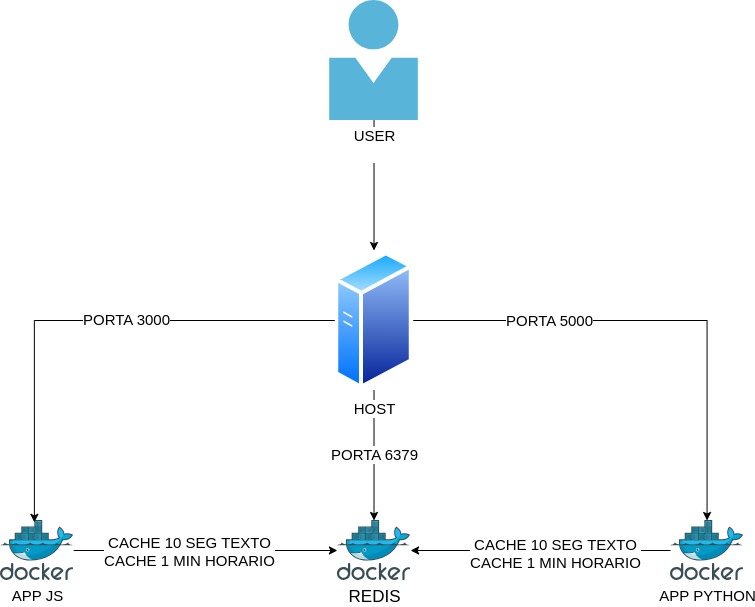 USER
PORTA 3000
PORTA 5000
HOST
PORTA 6379
CACHE 10 SEG TEXTO
CACHE 1 MIN HORARIO
CACHE 10 SEG TEXTO
CACHE 1 MIN HORARIO
docker
docker
docker
APP JS
REDIS
APP PYTHON